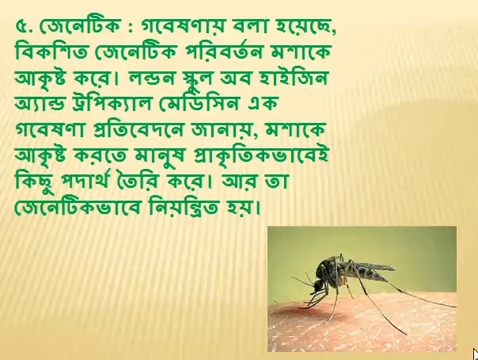 ৫. জেনেটিক : গবেষণায় বলা হয়েছে,
বিকশিত জেনেটিক পরিবর্তন মশাকে
আকৃষ্ট করে। লন্ডন স্কুল অব হাইজিন
অ্যান্ড ট্রপিক্যাল মেডিসিন এক
গবেষণা প্রতিবেদনে জানায়, মশাকে
আকৃষ্ট করতে মানুষ প্রাকৃতিকভাবেই
কিছু পদার্থ তৈরি করে। আর তা
জেনেটিকভাবে নিয়ন্ত্রিত হয়।